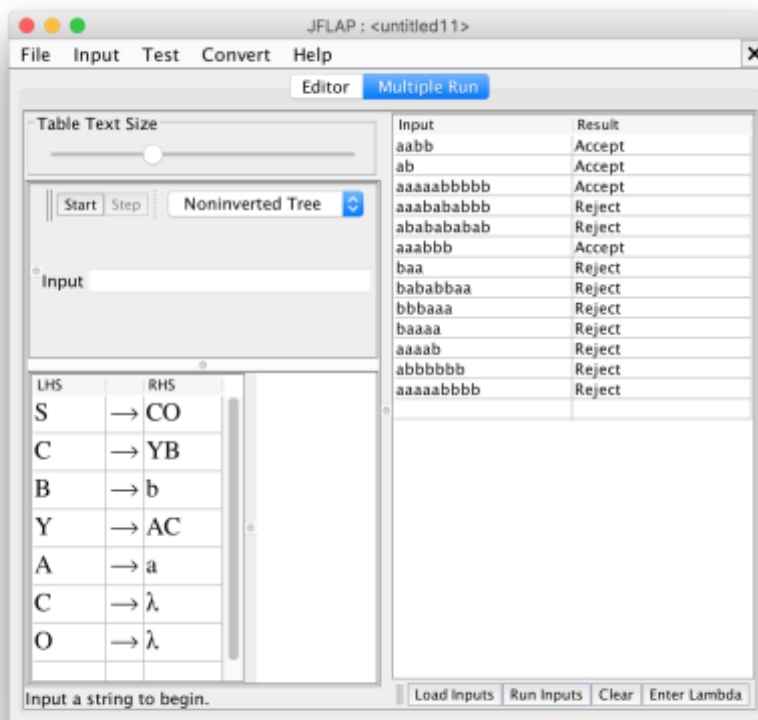 JFLAP : <untitled11>
File Input Test Convert Help
Editor Multiple Run
Table Text Size
Start Step Noninverted Tree
Input
LHS RHS
S → CO
C → YB
B → b
Y → AC
A → a
C → λ
O → λ
Input a string to begin.
Input Result
aabb Accept
ab Accept
aaaaabbbbb Accept
aaabababbb Reject
ababababab Reject
aaabbb Accept
baa Reject
bababbaa Reject
bbbaaa Reject
baaaa Reject
aaaab Reject
abbbbbb Reject
aaaaabbbb Reject
Load Inputs Run Inputs Clear Enter Lambda